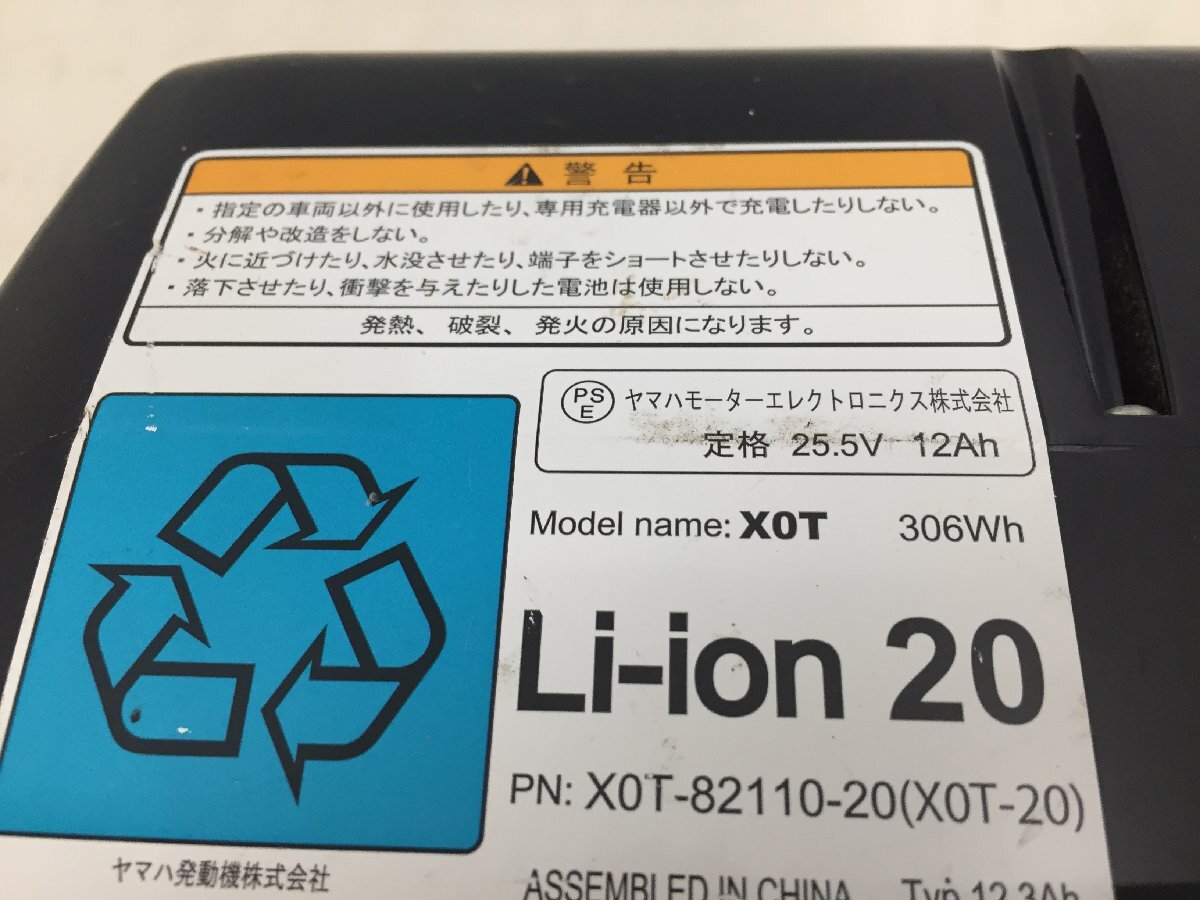 警告
・指定の車両以外に使用したり、専用充電器以外で充電したりしない。
・分解や改造をしない。
・火に近づけたり、水没させたり、端子をショートさせたりしない。
・落下させたり、衝撃を与えたりした電池は使用しない。
発熱、破裂、発火の原因になります。
PS
E
ヤマハモーターエレクトロニクス株式会社
定格 25.5V 12Ah
Model name: X0T 306Wh
Li-ion 20
PN: X0T-82110-20(X0T-20)
ヤマハ発動機株式会社
ASSEMBLED IN CHINA Typ. 12.3Ah